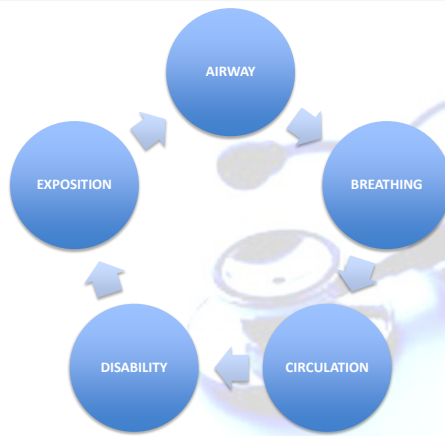 AIRWAY
BREATHING
CIRCULATION
DISABILITY
EXPOSITION